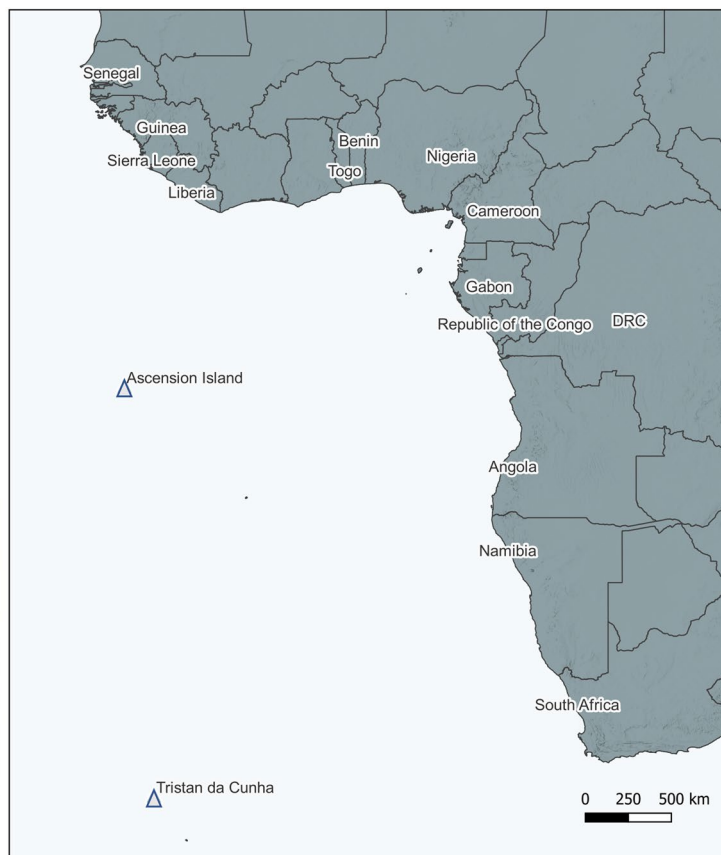 Senegal
Guinea
Benin
Nigeria
Sierra Leone
Togo
Liberia
Cameroon
Gabon
Republic of the Congo
DRC
Ascension Island
Angola
Namibia
South Africa
Tristan da Cunha
0 250 500 km